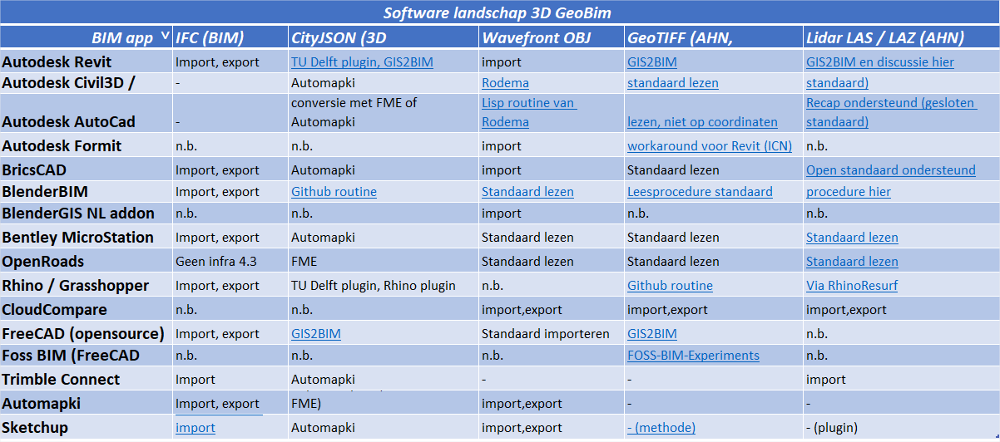 Software landschap 3D GeoBim
BIM app V IFC (BIM) CityJSON (3D Wavefront OBJ GeoTIFF (AHN, Lidar LAS / LAZ (AHN)
Autodesk Revit Import, export TU Delft plugin, GIS2BIM import GIS2BIM GIS2BIM en discussie hier
Autodesk Civil3D / - Automapki Rodema standaard lezen standaard)
conversie met FME of Lisp routine van Recap ondersteund (gesloten
Autodesk AutoCad - Automapki Rodema lezen, niet op coordinaten standaard)
Autodesk Formit n.b. n.b. import workaround voor Revit (ICN) n.b.
BricsCAD Import, export Automapki import Standaard lezen Open standaard ondersteund
BlenderBIM Import, export Github routine Standaard lezen Leesprocedure standaard procedure hier
BlenderGIS NL addon n.b. n.b. import n.b. n.b.
Bentley MicroStation Import, export Automapki Standaard lezen Standaard lezen Standaard lezen
OpenRoads Geen infra 4.3 FME Standaard lezen Standaard lezen Standaard lezen
Rhino / Grasshopper Import, export TU Delft plugin, Rhino plugin n.b. Github routine Via RhinoResurf
CloudCompare n.b. n.b. import,export import,export import,export
FreeCAD (opensource) Import, export GIS2BIM Standaard importeren GIS2BIM n.b.
Foss BIM (FreeCAD n.b. n.b. n.b. FOSS-BIM-Experiments n.b.
Trimble Connect Import Automapki - - import
Automapki Import, export FME) import,export - -
Sketchup import Automapki import,export - (methode) - (plugin)